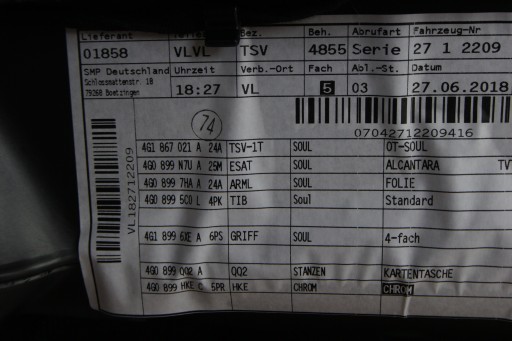 Lieferant Bez. Beh. Abrufart Fahrzeug-Nr
01858 VLVL TSV 4855 Serie 27 1 2209
SMP Deutschland Uhrzeit Verb.-Ort Fach Abl.-St. Datum
Schlossmattenstr. 18
79268 Boetzingen 18:27 VL 5 03 27.06.2018
74
07042712209416
VL182712209
4G1 867 021 A 24A TSV-1T SOUL OT-SOUL
4G0 899 N7U A 25M ESAT SOUL ALCANTARA TV
4G0 899 7HA A 24A ARML SOUL FOLIE
4G0 899 5C0 L 4PK TIB Soul Standard
4G1 899 6XE A 6PS GRIFF SOUL 4-fach
4G0 899 QQ2 A QQ2 STANZEN KARTENTASCHE
4G0 899 HKE C 5PR HKE CHROM CHROM